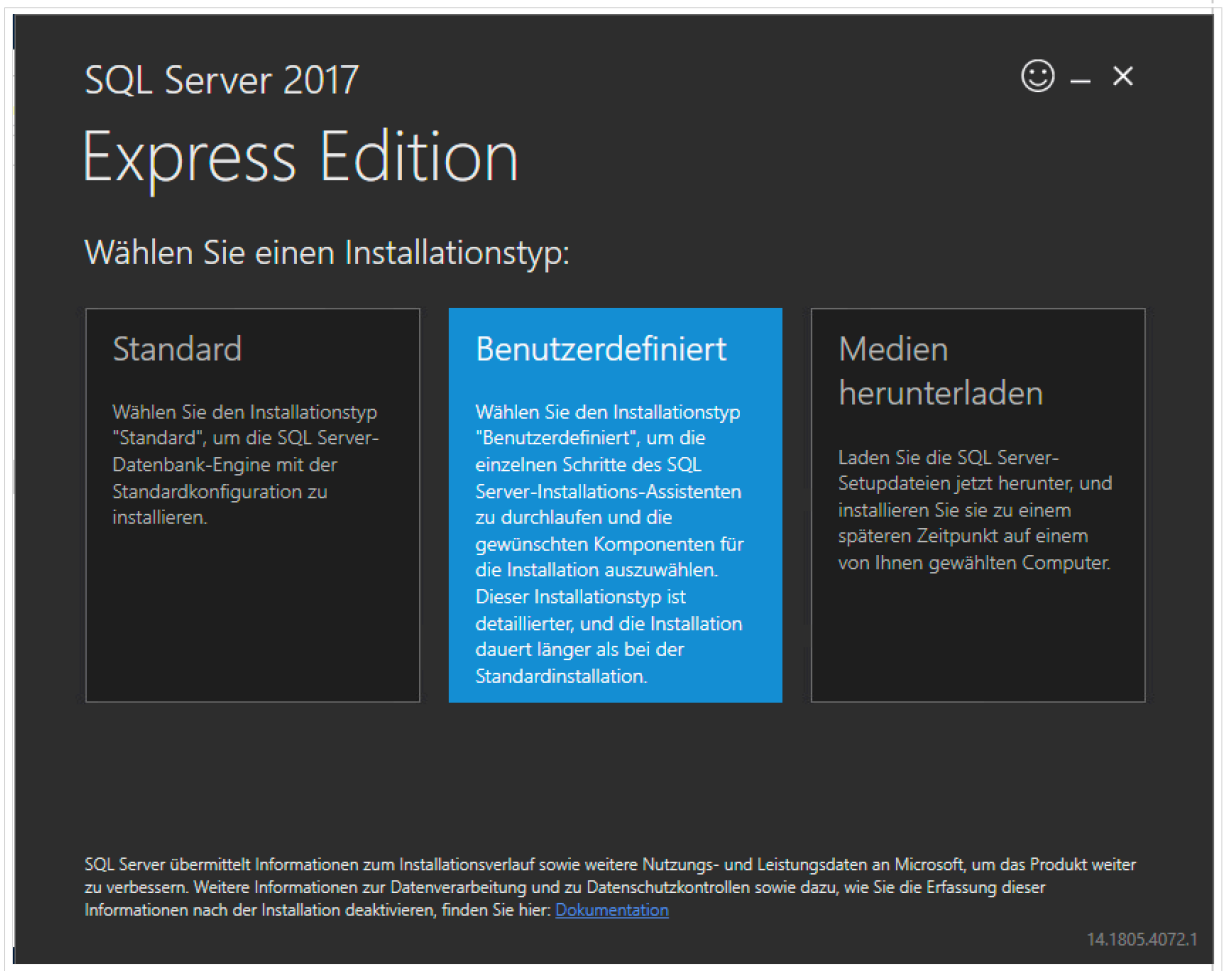 SQL Server 2017
Express Edition
Wählen Sie einen Installationstyp:
Standard
Wählen Sie den Installationstyp
"Standard", um die SQL Server-
Datenbank-Engine mit der
Standardkonfiguration zu
installieren.
Benutzerdefiniert
Wählen Sie den Installationstyp
"Benutzerdefiniert", um die
einzelnen Schritte des SQL
Server-Installations-Assistenten
zu durchlaufen und die
gewünschten Komponenten für
die Installation auszuwählen.
Dieser Installationstyp ist
detaillierter, und die Installation
dauert länger als bei der
Standardinstallation.
Medien
herunterladen
Laden Sie die SQL Server-
Setupdateien jetzt herunter, und
installieren Sie sie zu einem
späteren Zeitpunkt auf einem
von Ihnen gewählten Computer.
SQL Server übermittelt Informationen zum Installationsverlauf sowie weitere Nutzungs- und Leistungsdaten an Microsoft, um das Produkt weiter
zu verbessern. Weitere Informationen zur Datenverarbeitung und zu Datenschutzkontrollen sowie dazu, wie Sie die Erfassung dieser
Informationen nach der Installation deaktivieren, finden Sie hier: Dokumentation
14.1805.4072.1